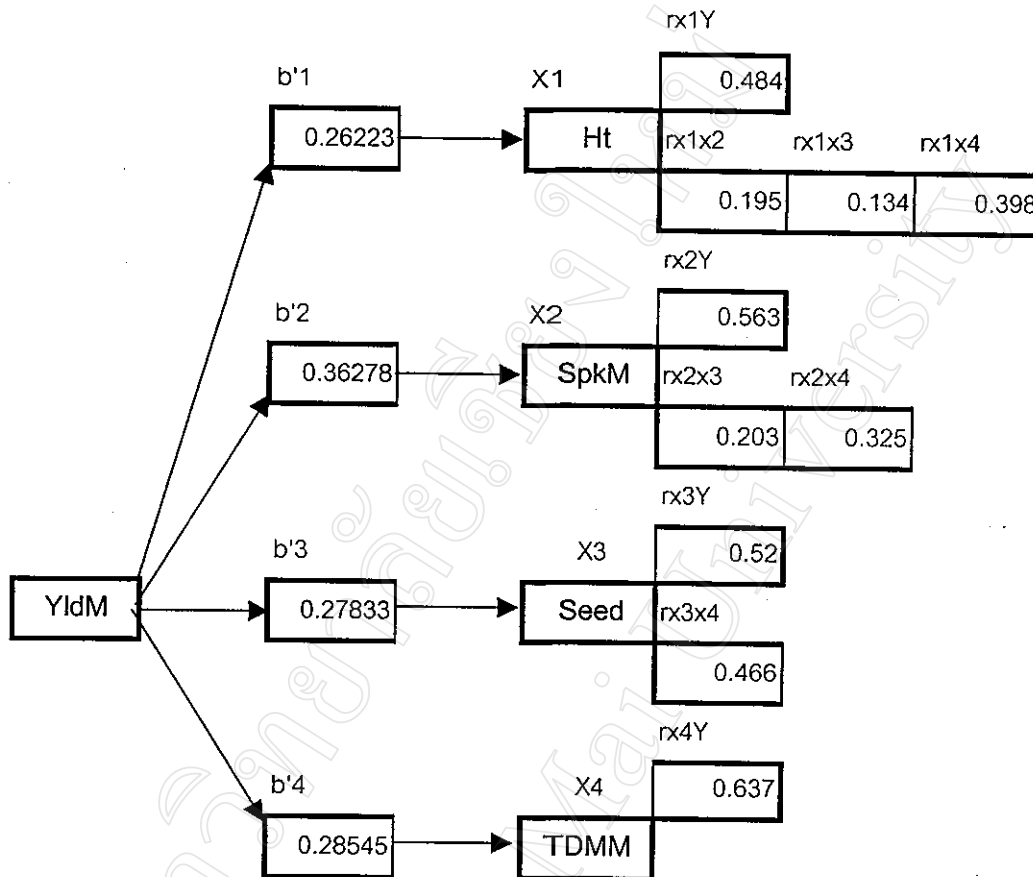 rx1Y
b'1 X1 0.484
0.26223 Ht rx1x2 rx1x3 rx1x4
0.195 0.134 0.398
rx2Y
b'2 X2 0.563
0.36278 SpkM rx2x3 rx2x4
0.203 0.325
rx3Y
b'3 X3 0.52
YldM 0.27833 Seed rx3x4
0.466
rx4Y
b'4 X4 0.637
0.28545 TDMM
Mai University